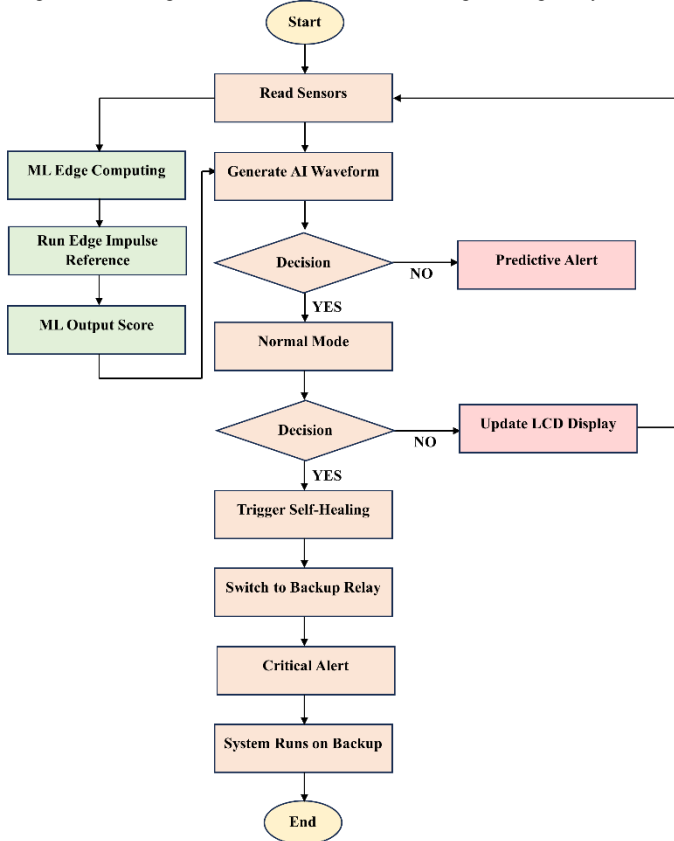 Start
Read Sensors
ML Edge Computing
Generate AI Waveform
Run Edge Impulse
Reference
Decision
NO
Predictive Alert
YES
ML Output Score
Normal Mode
Decision
NO
Update LCD Display
YES
Trigger Self-Healing
Switch to Backup Relay
Critical Alert
System Runs on Backup
End